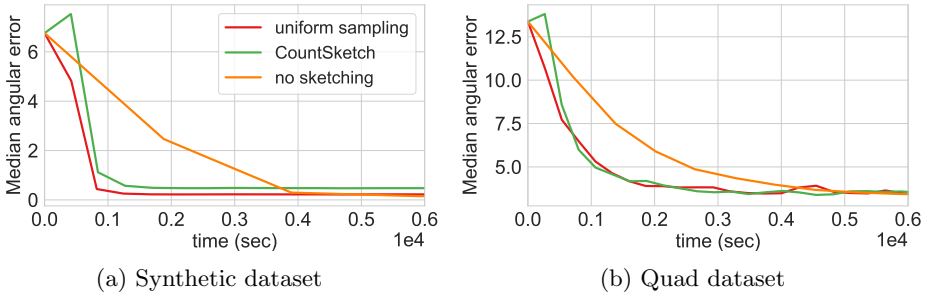 Median angular error
6
4
2
0
uniform sampling
CountSketch
no sketching
0.0 0.1 0.2 0.3 0.4 0.5 0.6
time (sec)
1e4
(a) Synthetic dataset
Median angular error
12.5
10.0
7.5
5.0
0.0 0.1 0.2 0.3 0.4 0.5 0.6
time (sec)
1e4
(b) Quad dataset